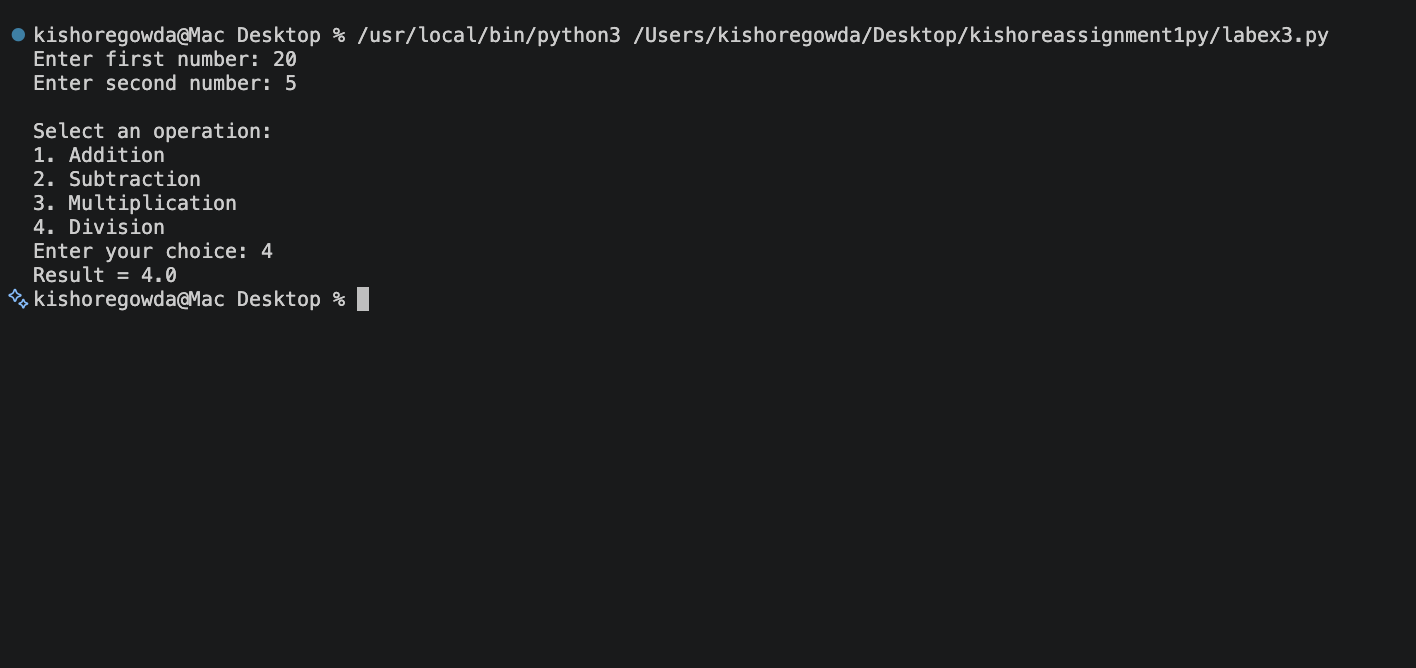 kishoregowda@Mac Desktop % /usr/local/bin/python3 /Users/kishoregowda/Desktop/kishoreassignment1py/labex3.py
Enter first number: 20
Enter second number: 5

Select an operation:
1. Addition
2. Subtraction
3. Multiplication
4. Division
Enter your choice: 4
Result = 4.0
kishoregowda@Mac Desktop %